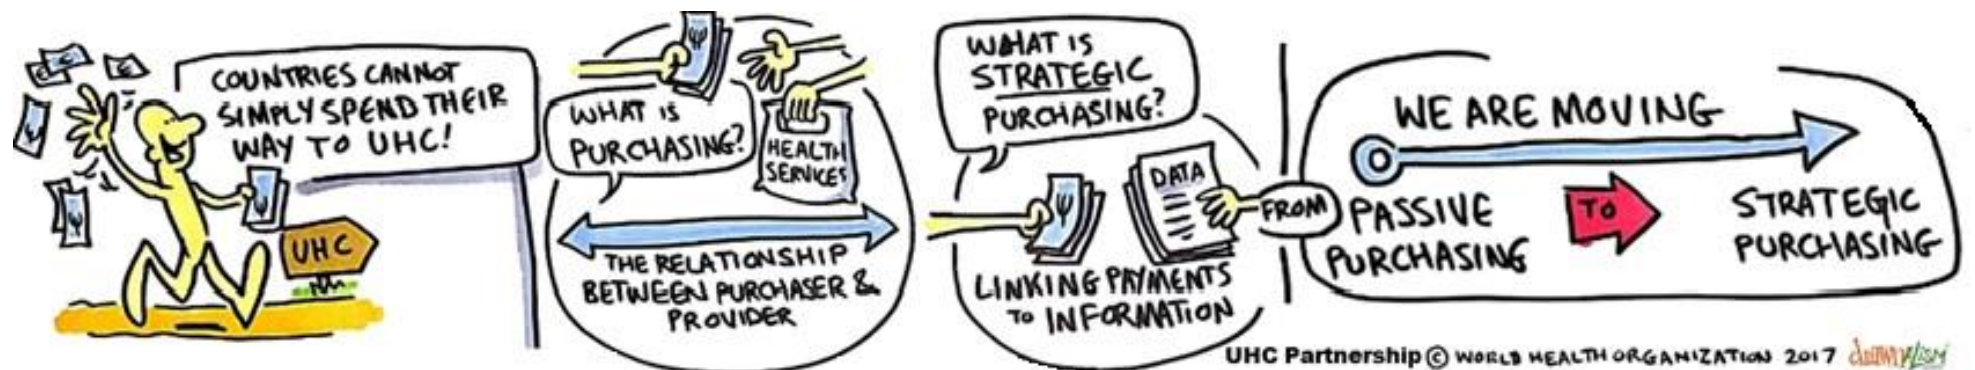 COUNTRIES CANNOT
SIMPLY SPEND THEIR
WAY TO UHC!
UHC
WHAT IS
PURCHASING?
HEALTH
SERVICES
THE RELATIONSHIP
BETWEEN PURCHASER &
PROVIDER
WHAT IS
STRATEGIC
PURCHASING?
DATA
LINKING PAYMENTS
TO INFORMATION
FROM
WE ARE MOVING
PASSIVE
PURCHASING
TO
STRATEGIC
PURCHASING
UHC Partnership © WORLD HEALTH ORGANIZATION 2017 drawnalism